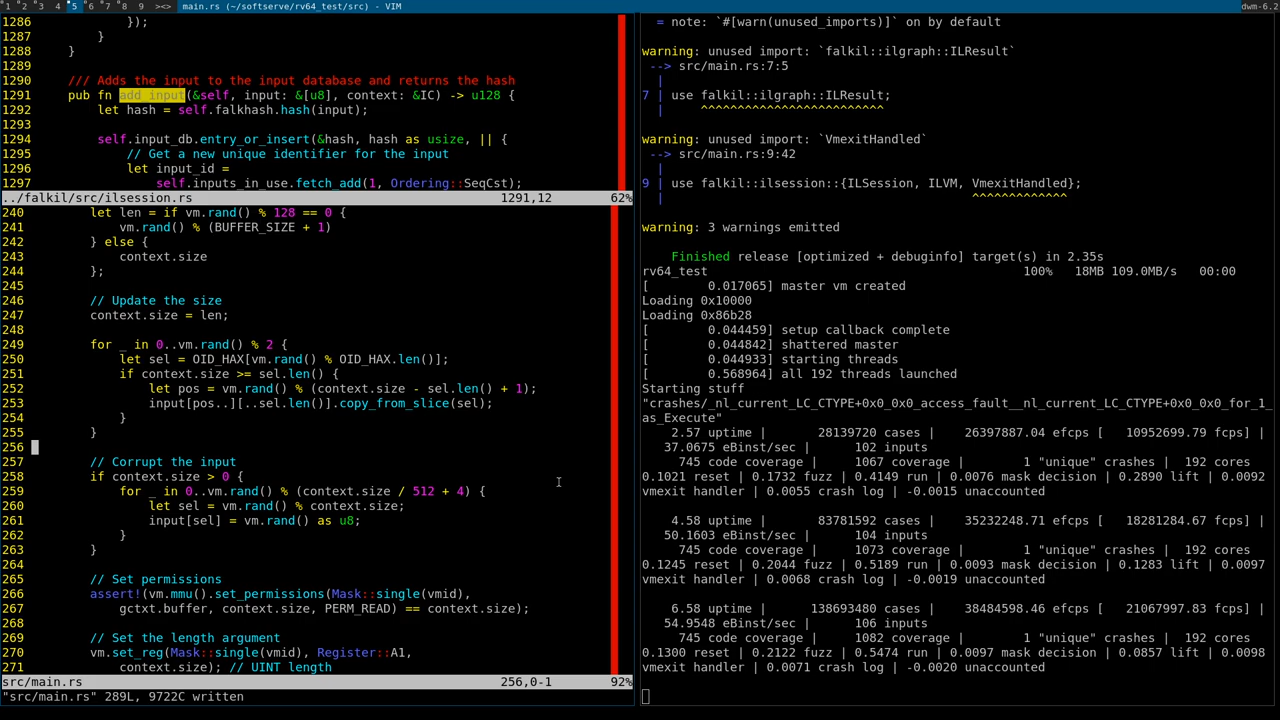 1 2 3 4 5 6 7 8 9 [] main.rs (~/softserve/rv64_test/src) - VIM dwm-6.2
1286 });
1287 }
1288 }
1289
1290 /// Adds the input to the input database and returns the hash
1291 pub fn add_input(&self, input: &[u8], context: &IC) -> u128 {
1292 let hash = self.falkhash.hash(input);
1293
1294 self.input_db.entry_or_insert(&hash, hash as usize, || {
1295 // Get a new unique identifier for the input
1296 let input_id =
1297 self.inputs_in_use.fetch_add(1, Ordering::SeqCst);
../falkil/src/ilsession.rs 1291,12 62%
240 let len = if vm.rand() % 128 == 0 {
241 vm.rand() % (BUFFER_SIZE + 1)
242 } else {
243 context.size
244 };
245
246 // Update the size
247 context.size = len;
248
249 for _ in 0..vm.rand() % 2 {
250 let sel = OID_HAX[vm.rand() % OID_HAX.len()];
251 if context.size >= sel.len() {
252 let pos = vm.rand() % (context.size - sel.len() + 1);
253 input[pos..][..sel.len()].copy_from_slice(sel);
254 }
255 }
256
257 // Corrupt the input
258 if context.size > 0 {
259 for _ in 0..vm.rand() % (context.size / 512 + 4) {
260 let sel = vm.rand() % context.size;
261 input[sel] = vm.rand() as u8;
262 }
263 }
264
265 // Set permissions
266 assert!(vm.mmu().set_permissions(Mask::single(vmid),
267 gctxt.buffer, context.size, PERM_READ) == context.size);
268
269 // Set the length argument
270 vm.set_reg(Mask::single(vmid), Register::A1,
271 context.size); // UINT length
src/main.rs 256,0-1 92%
"src/main.rs" 289L, 9722C written
= note: `#[warn(unused_imports)]` on by default
warning: unused import: `falkil::ilgraph::ILResult`
--> src/main.rs:7:5
|
7 | use falkil::ilgraph::ILResult;
| ^^^^^^^^^^^^^^^^^^^^^^^^^
warning: unused import: `VmexitHandled`
--> src/main.rs:9:42
|
9 | use falkil::ilsession::{ILSession, ILVM, VmexitHandled};
| ^^^^^^^^^^^^^
warning: 3 warnings emitted
Finished release [optimized + debuginfo] target(s) in 2.35s
rv64_test 100% 18MB 109.0MB/s 00:00
[ 0.017065] master vm created
Loading 0x10000
Loading 0x86b28
[ 0.044459] setup callback complete
[ 0.044842] shattered master
[ 0.044933] starting threads
[ 0.568964] all 192 threads launched
Starting stuff
"crashes/_nl_current_LC_CTYPE+0x0_0x0_access_fault__nl_current_LC_CTYPE+0x0_0x0_for_1_
as_Execute"
2.57 uptime | 28139720 cases | 26397887.04 efcps [ 10952699.79 fcps] |
37.0675 eBinst/sec | 102 inputs
745 code coverage | 1067 coverage | 1 "unique" crashes | 192 cores
0.1021 reset | 0.1732 fuzz | 0.4149 run | 0.0076 mask decision | 0.2890 lift | 0.0092
vmexit handler | 0.0055 crash log | -0.0015 unaccounted
4.58 uptime | 83781592 cases | 35232248.71 efcps [ 18281284.67 fcps] |
50.1603 eBinst/sec | 104 inputs
745 code coverage | 1073 coverage | 1 "unique" crashes | 192 cores
0.1245 reset | 0.2044 fuzz | 0.5189 run | 0.0093 mask decision | 0.1283 lift | 0.0097
vmexit handler | 0.0068 crash log | -0.0019 unaccounted
6.58 uptime | 138693480 cases | 38484598.46 efcps [ 21067997.83 fcps] |
54.9548 eBinst/sec | 106 inputs
745 code coverage | 1082 coverage | 1 "unique" crashes | 192 cores
0.1300 reset | 0.2122 fuzz | 0.5474 run | 0.0097 mask decision | 0.0857 lift | 0.0098
vmexit handler | 0.0071 crash log | -0.0020 unaccounted